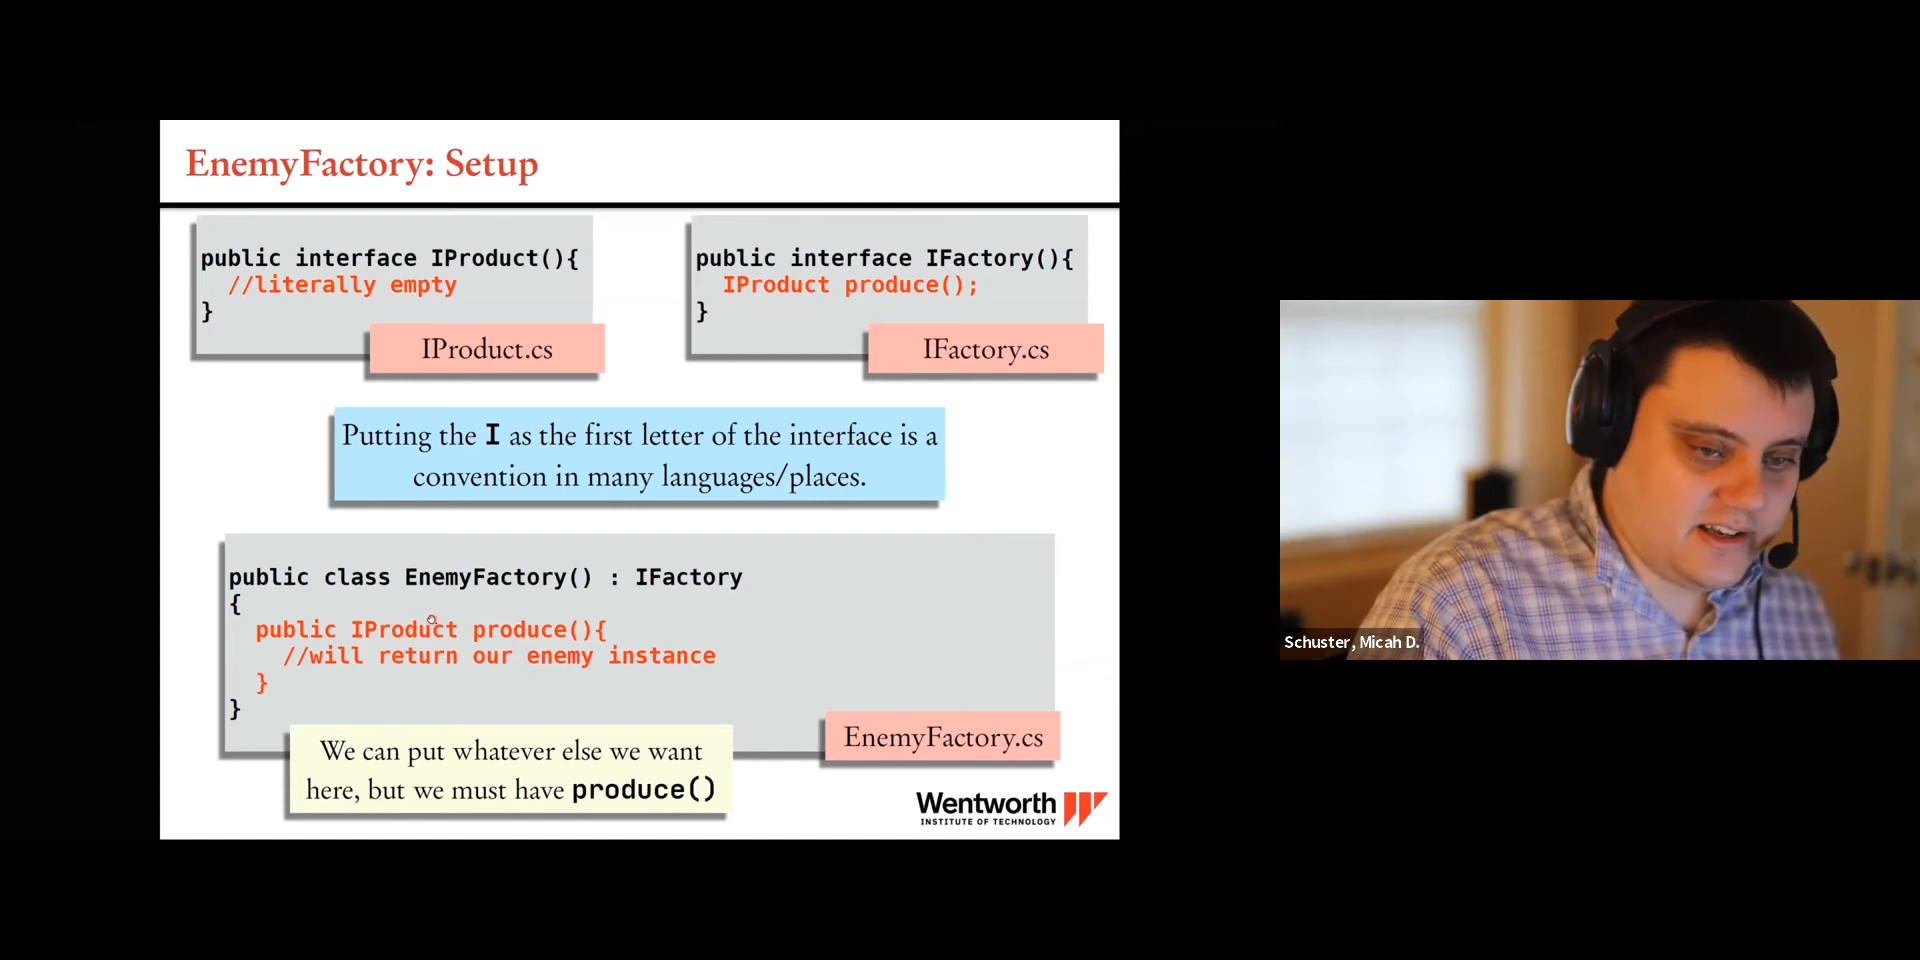 EnemyFactory: Setup
public interface IProduct(){
//literally empty
}
IProduct.cs
public interface IFactory(){
IProduct produce();
}
IFactory.cs
Putting the I as the first letter of the interface is a
convention in many languages/places.
public class EnemyFactory() : IFactory
{
public IProduct produce(){
//will return our enemy instance
}
}
EnemyFactory.cs
We can put whatever else we want
here, but we must have produce()
Wentworth
INSTITUTE OF TECHNOLOGY
Schuster, Micah D.